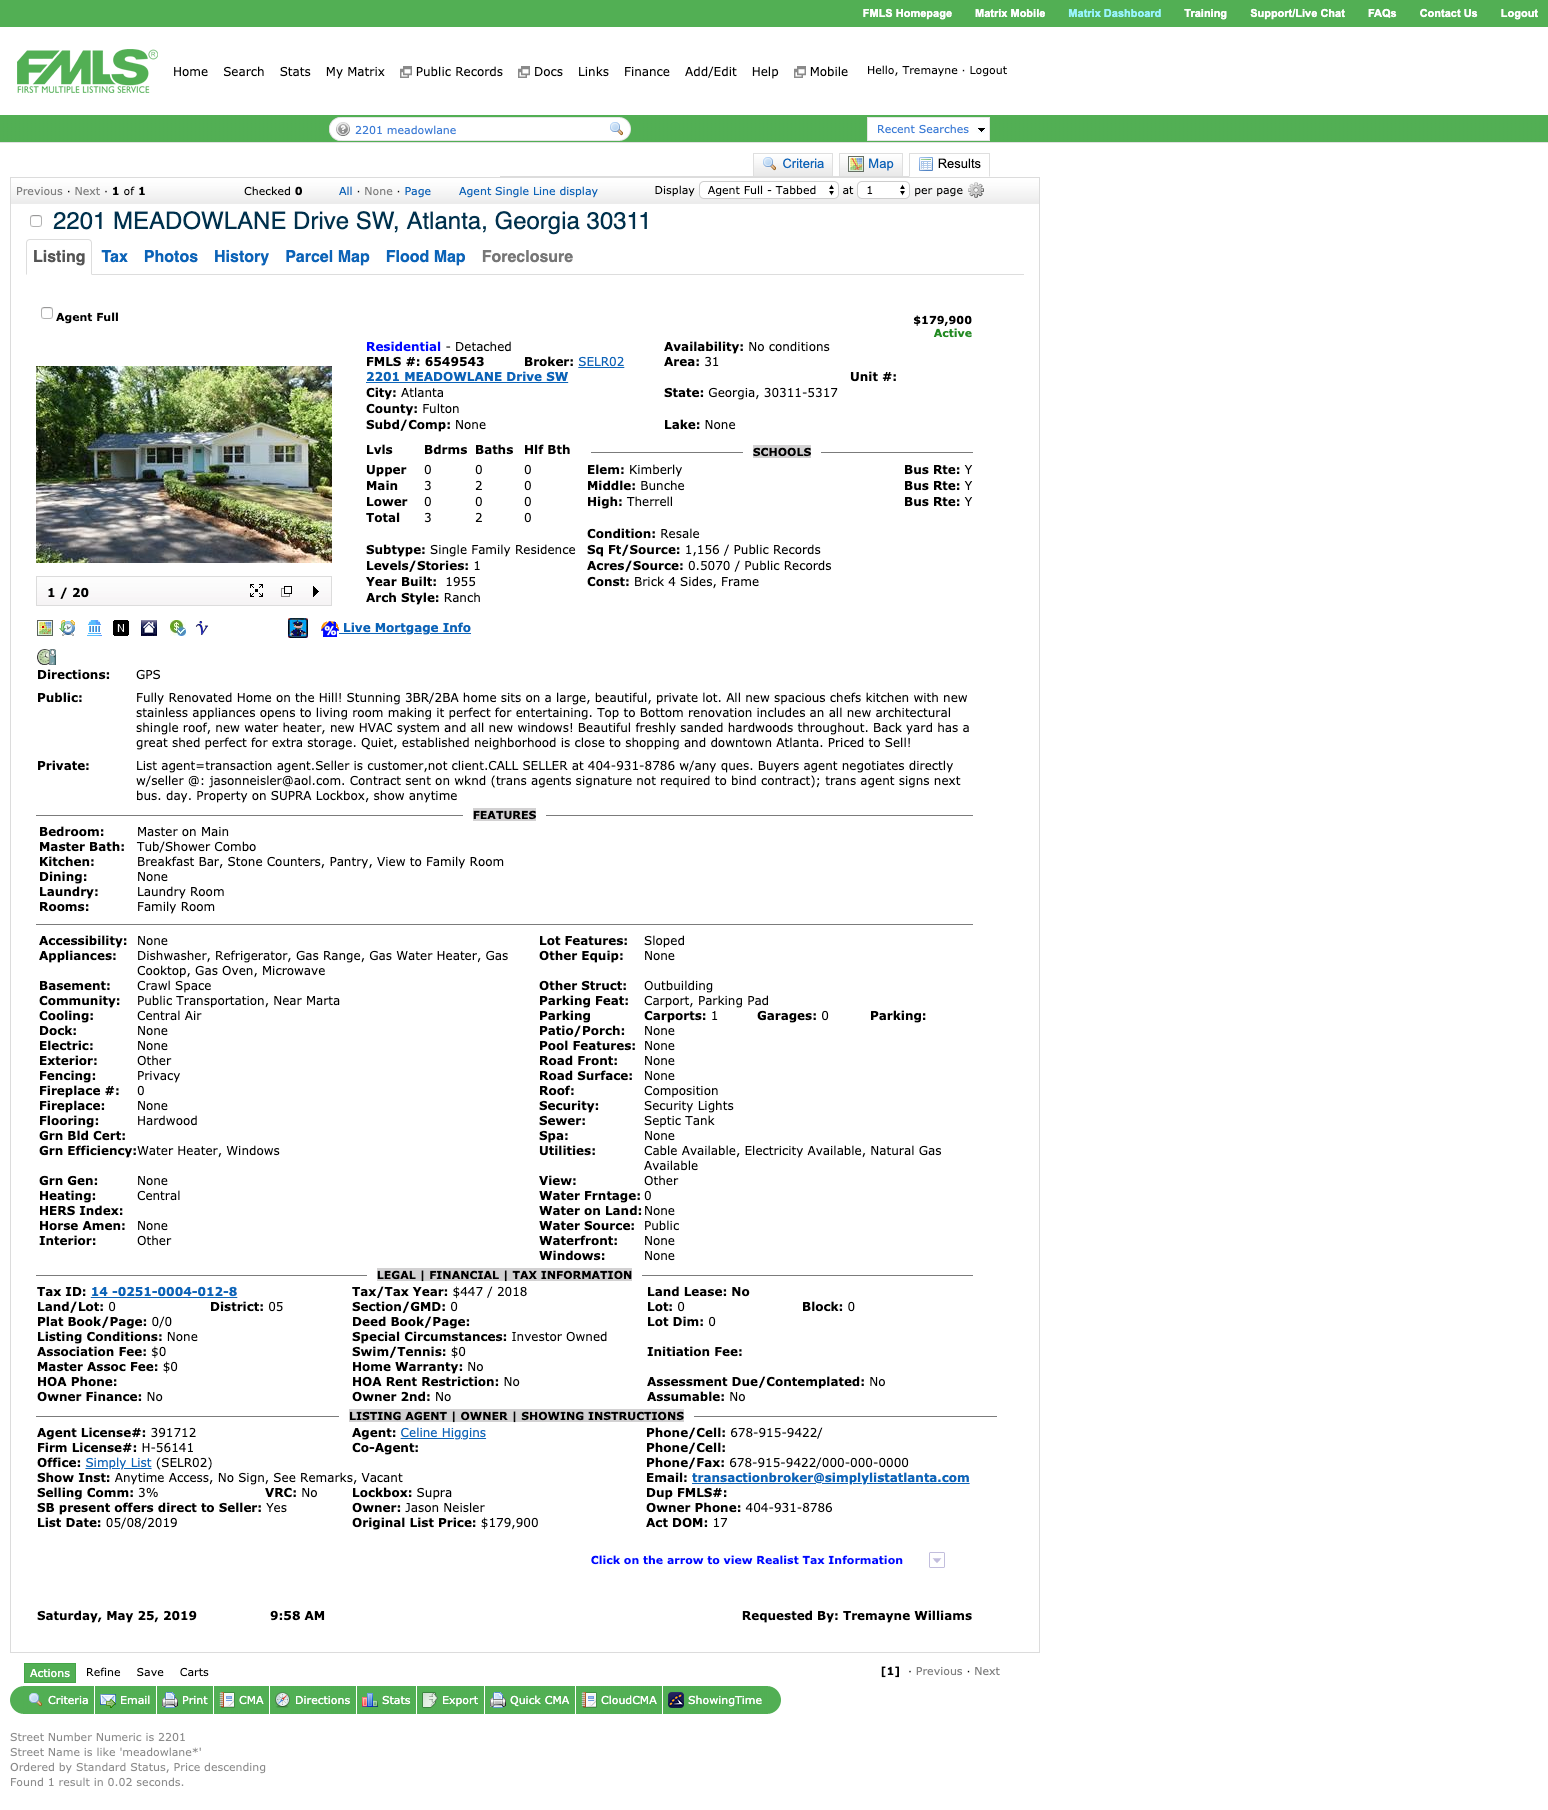 FMLS Homepage Matrix Mobile Matrix Dashboard Training Support/Live Chat FAQs Contact Us Logout
FMLS®
FIRST MULTIPLE LISTING SERVICE
Home Search Stats My Matrix Public Records Docs Links Finance Add/Edit Help Mobile Hello, Tremayne · Logout
2201 meadowlane Recent Searches
Criteria Map Results
Previous · Next · 1 of 1 Checked 0 All · None · Page Agent Single Line display Display Agent Full - Tabbed at 1 per page
2201 MEADOWLANE Drive SW, Atlanta, Georgia 30311
Listing Tax Photos History Parcel Map Flood Map Foreclosure
Agent Full
$179,900
Active
Residential - Detached Availability: No conditions
FMLS #: 6549543 Broker: SELR02 Area: 31
2201 MEADOWLANE Drive SW Unit #:
City: Atlanta State: Georgia, 30311-5317
County: Fulton
Subd/Comp: None Lake: None
Lvls Bdrms Baths Hlf Bth SCHOOLS
Upper 0 0 0 Elem: Kimberly Bus Rte: Y
Main 3 2 0 Middle: Bunche Bus Rte: Y
Lower 0 0 0 High: Therrell Bus Rte: Y
Total 3 2 0
Condition: Resale
Subtype: Single Family Residence Sq Ft/Source: 1,156 / Public Records
Levels/Stories: 1 Acres/Source: 0.5070 / Public Records
Year Built: 1955 Const: Brick 4 Sides, Frame
Arch Style: Ranch
1 / 20
N
% Live Mortgage Info
Directions: GPS
Public: Fully Renovated Home on the Hill! Stunning 3BR/2BA home sits on a large, beautiful, private lot. All new spacious chefs kitchen with new
stainless appliances opens to living room making it perfect for entertaining. Top to Bottom renovation includes an all new architectural
shingle roof, new water heater, new HVAC system and all new windows! Beautiful freshly sanded hardwoods throughout. Back yard has a
great shed perfect for extra storage. Quiet, established neighborhood is close to shopping and downtown Atlanta. Priced to Sell!
Private: List agent=transaction agent.Seller is customer,not client.CALL SELLER at 404-931-8786 w/any ques. Buyers agent negotiates directly
w/seller @: jasonneisler@aol.com. Contract sent on wknd (trans agents signature not required to bind contract); trans agent signs next
bus. day. Property on SUPRA Lockbox, show anytime
FEATURES
Bedroom: Master on Main
Master Bath: Tub/Shower Combo
Kitchen: Breakfast Bar, Stone Counters, Pantry, View to Family Room
Dining: None
Laundry: Laundry Room
Rooms: Family Room
Accessibility: None Lot Features: Sloped
Appliances: Dishwasher, Refrigerator, Gas Range, Gas Water Heater, Gas Other Equip: None
Cooktop, Gas Oven, Microwave
Basement: Crawl Space Other Struct: Outbuilding
Community: Public Transportation, Near Marta Parking Feat: Carport, Parking Pad
Cooling: Central Air Parking Carports: 1 Garages: 0 Parking:
Dock: None Patio/Porch: None
Electric: None Pool Features: None
Exterior: Other Road Front: None
Fencing: Privacy Road Surface: None
Fireplace #: 0 Roof: Composition
Fireplace: None Security: Security Lights
Flooring: Hardwood Sewer: Septic Tank
Grn Bld Cert: Spa: None
Grn Efficiency:Water Heater, Windows Utilities: Cable Available, Electricity Available, Natural Gas
Available
Grn Gen: None View: Other
Heating: Central Water Frntage: 0
HERS Index: Water on Land: None
Horse Amen: None Water Source: Public
Interior: Other Waterfront: None
Windows: None
LEGAL | FINANCIAL | TAX INFORMATION
Tax ID: 14 -0251-0004-012-8 Tax/Tax Year: $447 / 2018 Land Lease: No
Land/Lot: 0 District: 05 Section/GMD: 0 Lot: 0 Block: 0
Plat Book/Page: 0/0 Deed Book/Page: Lot Dim: 0
Listing Conditions: None Special Circumstances: Investor Owned
Association Fee: $0 Swim/Tennis: $0 Initiation Fee:
Master Assoc Fee: $0 Home Warranty: No
HOA Phone: HOA Rent Restriction: No Assessment Due/Contemplated: No
Owner Finance: No Owner 2nd: No Assumable: No
LISTING AGENT | OWNER | SHOWING INSTRUCTIONS
Agent License#: 391712 Agent: Celine Higgins Phone/Cell: 678-915-9422/
Firm License#: H-56141 Co-Agent: Phone/Cell:
Office: Simply List (SELR02) Phone/Fax: 678-915-9422/000-000-0000
Show Inst: Anytime Access, No Sign, See Remarks, Vacant Email: transactionbroker@simplylistatlanta.com
Selling Comm: 3% VRC: No Lockbox: Supra Dup FMLS#:
SB present offers direct to Seller: Yes Owner: Jason Neisler Owner Phone: 404-931-8786
List Date: 05/08/2019 Original List Price: $179,900 Act DOM: 17
Click on the arrow to view Realist Tax Information
Saturday, May 25, 2019 9:58 AM Requested By: Tremayne Williams
Actions Refine Save Carts [1] · Previous · Next
Criteria Email Print CMA Directions Stats Export Quick CMA CloudCMA ShowingTime
Street Number Numeric is 2201
Street Name is like 'meadowlane*'
Ordered by Standard Status, Price descending
Found 1 result in 0.02 seconds.